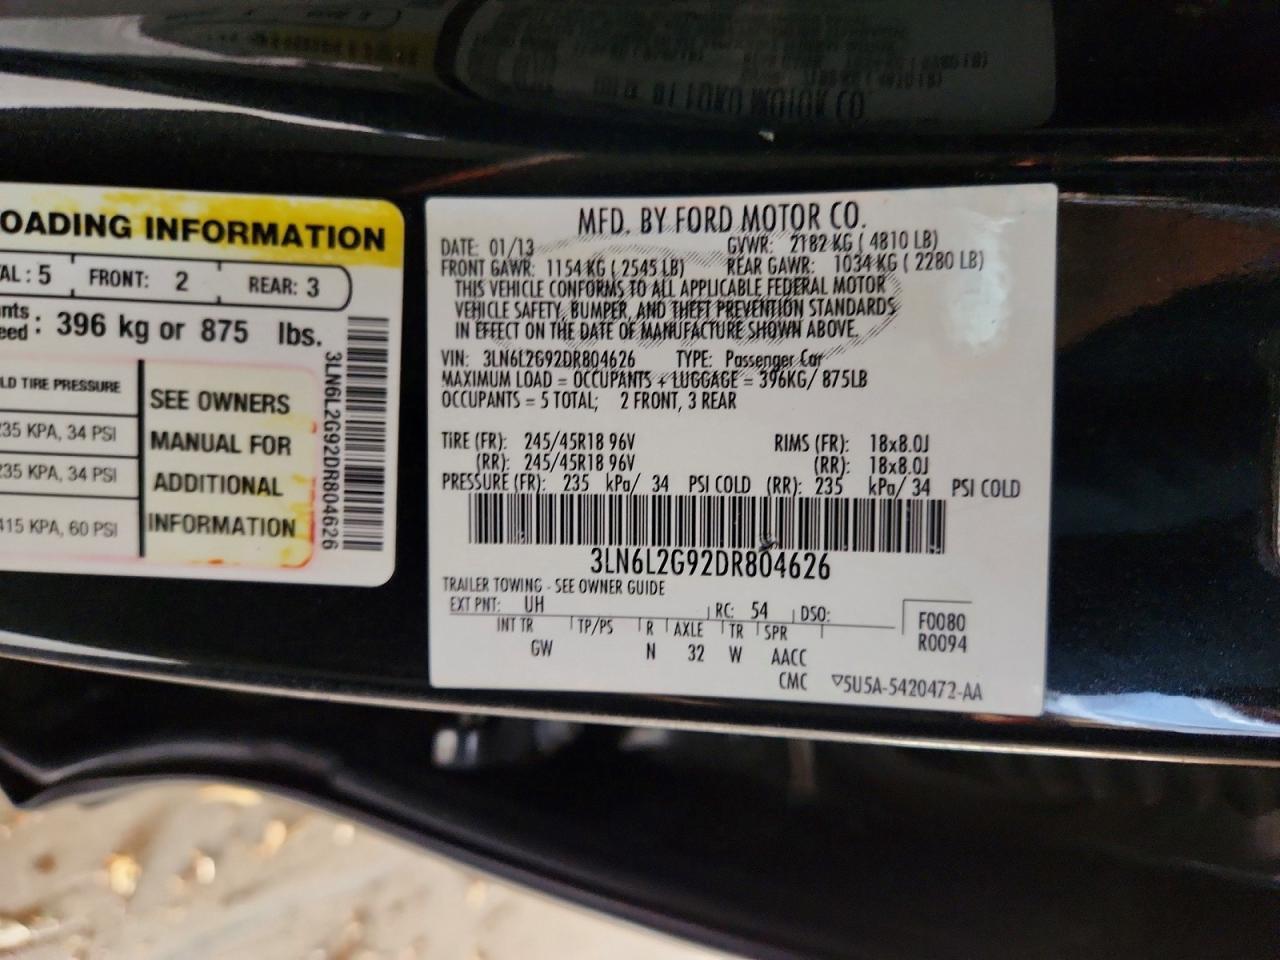 OADING INFORMATION
AL: 5 FRONT: 2 REAR: 3
nts
eed : 396 kg or 875 lbs.
LD TIRE PRESSURE
235 KPA, 34 PSI
235 KPA, 34 PSI
415 KPA, 60 PSI
SEE OWNERS
MANUAL FOR
ADDITIONAL
INFORMATION
3LN6L2G92DR804626
MFD. BY FORD MOTOR CO.
DATE: 01/13 GVWR: 2182 KG ( 4810 LB)
FRONT GAWR: 1154 KG ( 2545 LB) REAR GAWR: 1034 KG ( 2280 LB)
THIS VEHICLE CONFORMS TO ALL APPLICABLE FEDERAL MOTOR
VEHICLE SAFETY, BUMPER, AND THEFT PREVENTION STANDARDS
IN EFFECT ON THE DATE OF MANUFACTURE SHOWN ABOVE.
VIN: 3LN6L2G92DR804626 TYPE: Passenger Car
MAXIMUM LOAD = OCCUPANTS + LUGGAGE = 396KG/ 875LB
OCCUPANTS = 5 TOTAL; 2 FRONT, 3 REAR
TIRE (FR): 245/45R18 96V RIMS (FR): 18x8.0J
(RR): 245/45R18 96V (RR): 18x8.0J
PRESSURE (FR): 235 kPa/ 34 PSI COLD (RR): 235 kPa/ 34 PSI COLD
3LN6L2G92DR804626
TRAILER TOWING - SEE OWNER GUIDE
EXT PNT: UH RC: 54 DSO:
INT TR TP/PS R AXLE TR SPR
GW N 32 W AACC
CMC
F0080
R0094
▽5U5A-5420472-AA